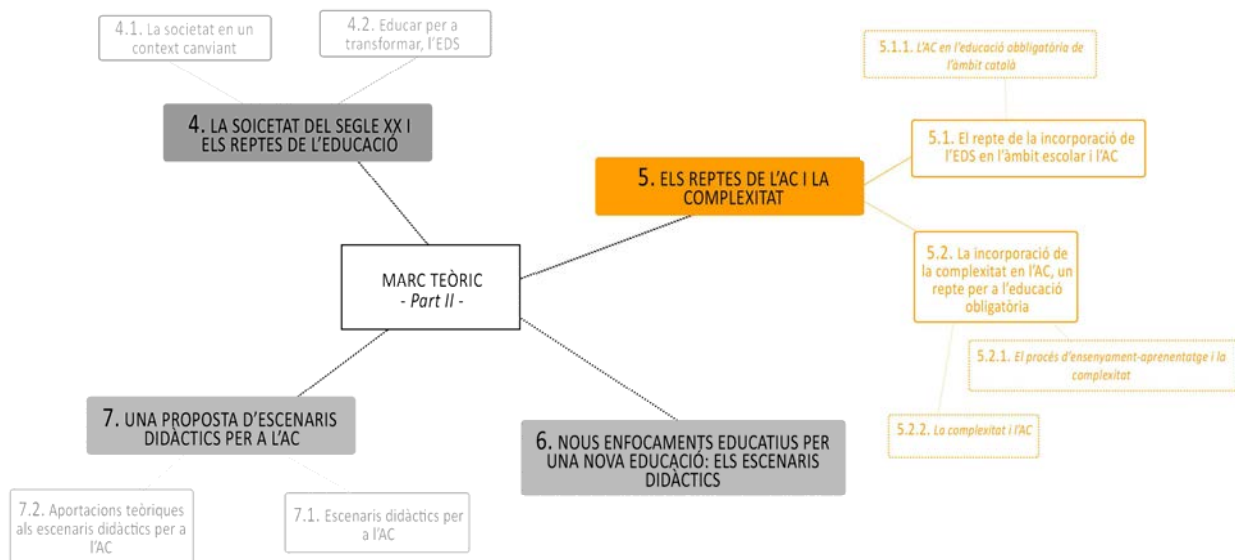 4.1. La societat en un
context canviant
4.2. Educar per a
transformar, l'EDS
4. LA SOICETAT DEL SEGLE XX I
ELS REPTES DE L'EDUCACIÓ
5.1.1. L'AC en l'educació obbligatòria de
l'àmbit català
5.1. El repte de la incorporació de
l'EDS en l'àmbit escolar i l'AC
5. ELS REPTES DE L'AC I LA
COMPLEXITAT
5.2. La incorporació de
la complexitat en l'AC, un
repte per a l'educació
obligatòria
MARC TEÒRIC
- Part II -
5.2.1. El procés d'ensenyament-aprenentatge i la
complexitat
5.2.2. La complexitat i l'AC
7. UNA PROPOSTA D'ESCENARIS
DIDÀCTICS PER A L'AC
6. NOUS ENFOCAMENTS EDUCATIUS PER
UNA NOVA EDUCACIÓ: ELS ESCENARIS
DIDÀCTICS
7.2. Aportacions teòriques
als escenaris didàctics per a
l'AC
7.1. Escenaris didàctics per
a l'AC